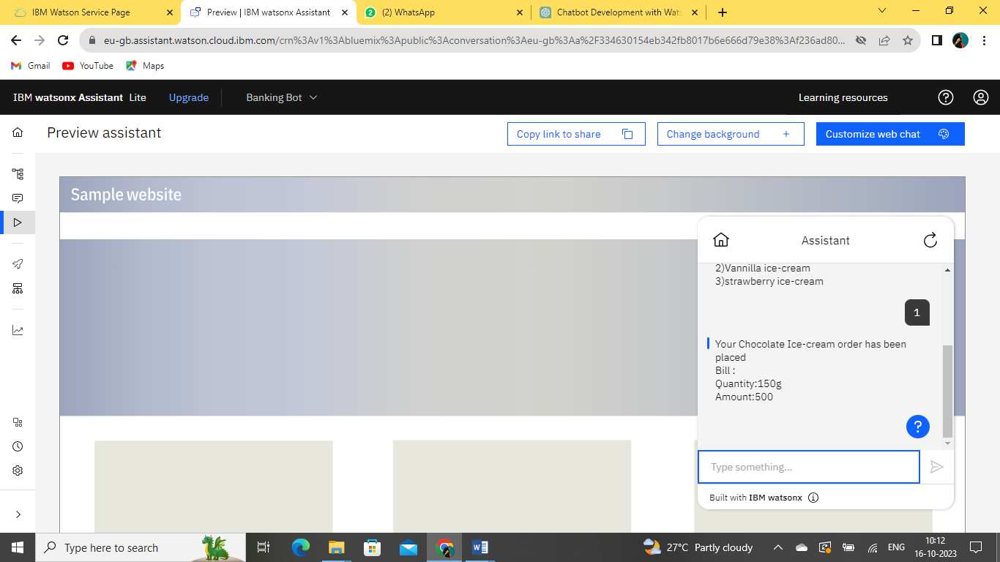 IBM Watson Service Page
Preview | IBM watsonx Assistant
(2) WhatsApp
Chatbot Development with Wats
eu-gb.assistant.watson.cloud.ibm.com/crn%3Av1%3Abluemix%3Apublic%3Aconversation%3Aeu-gb%3Aa%2F334630154eb342fb8017b6e666d79e38%3Af236ad80...
Gmail
YouTube
Maps
IBM watsonx Assistant Lite
Upgrade
Banking Bot
Learning resources
Preview assistant
Copy link to share
Change background
Customize web chat
Sample website
Assistant
2)Vannilla ice-cream
3)strawberry ice-cream
1
Your Chocolate Ice-cream order has been
placed
Bill :
Quantity:150g
Amount:500
Type something...
Built with IBM watsonx
Type here to search
27°C Partly cloudy
ENG
10:12
16-10-2023